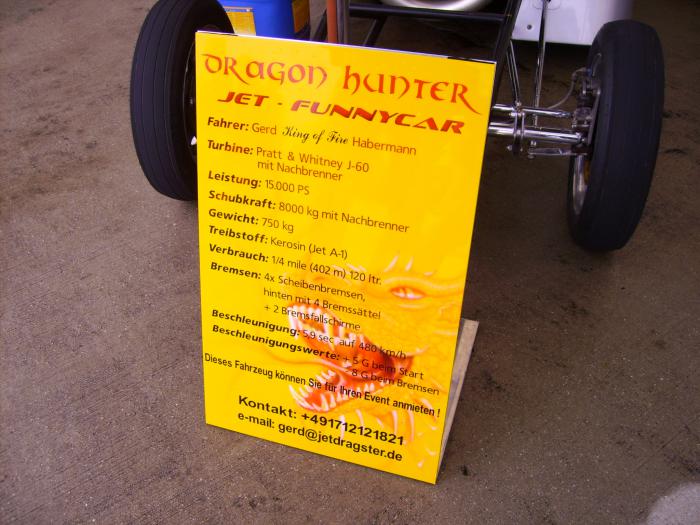 DRAGON HUNTER
JET - FUNNYCAR
Fahrer: Gerd King of Fire Habermann
Turbine: Pratt & Whitney J-60
mit Nachbrenner
Leistung: 15.000 PS
Schubkraft: 8000 kg mit Nachbrenner
Gewicht: 750 kg
Treibstoff: Kerosin (Jet A-1)
Verbrauch: 1/4 mile (402 m) 120 ltr.
Bremsen: 4x Scheibenbremsen,
hinten mit 4 Bremssättel
+ 2 Bremsfallschirme
Beschleunigung: 5,9 sec. auf 480 km/h
Beschleunigungswerte: + 5 G beim Start
- 8 G beim Bremsen
Dieses Fahrzeug können Sie für Ihren Event anmieten !
Kontakt: +491712121821
e-mail: gerd@jetdragster.de